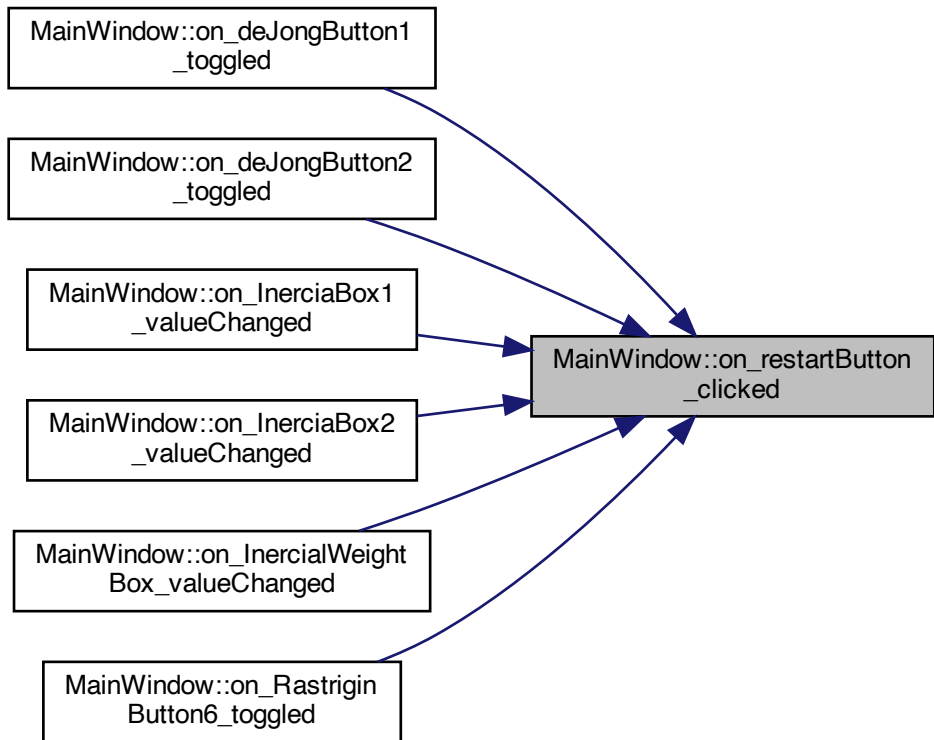 MainWindow::on_deJongButton1
_toggled
MainWindow::on_deJongButton2
_toggled
MainWindow::on_InerciaBox1
_valueChanged
MainWindow::on_restartButton
_clicked
MainWindow::on_InerciaBox2
_valueChanged
MainWindow::on_InercialWeight
Box_valueChanged
MainWindow::on_Rastrigin
Button6_toggled